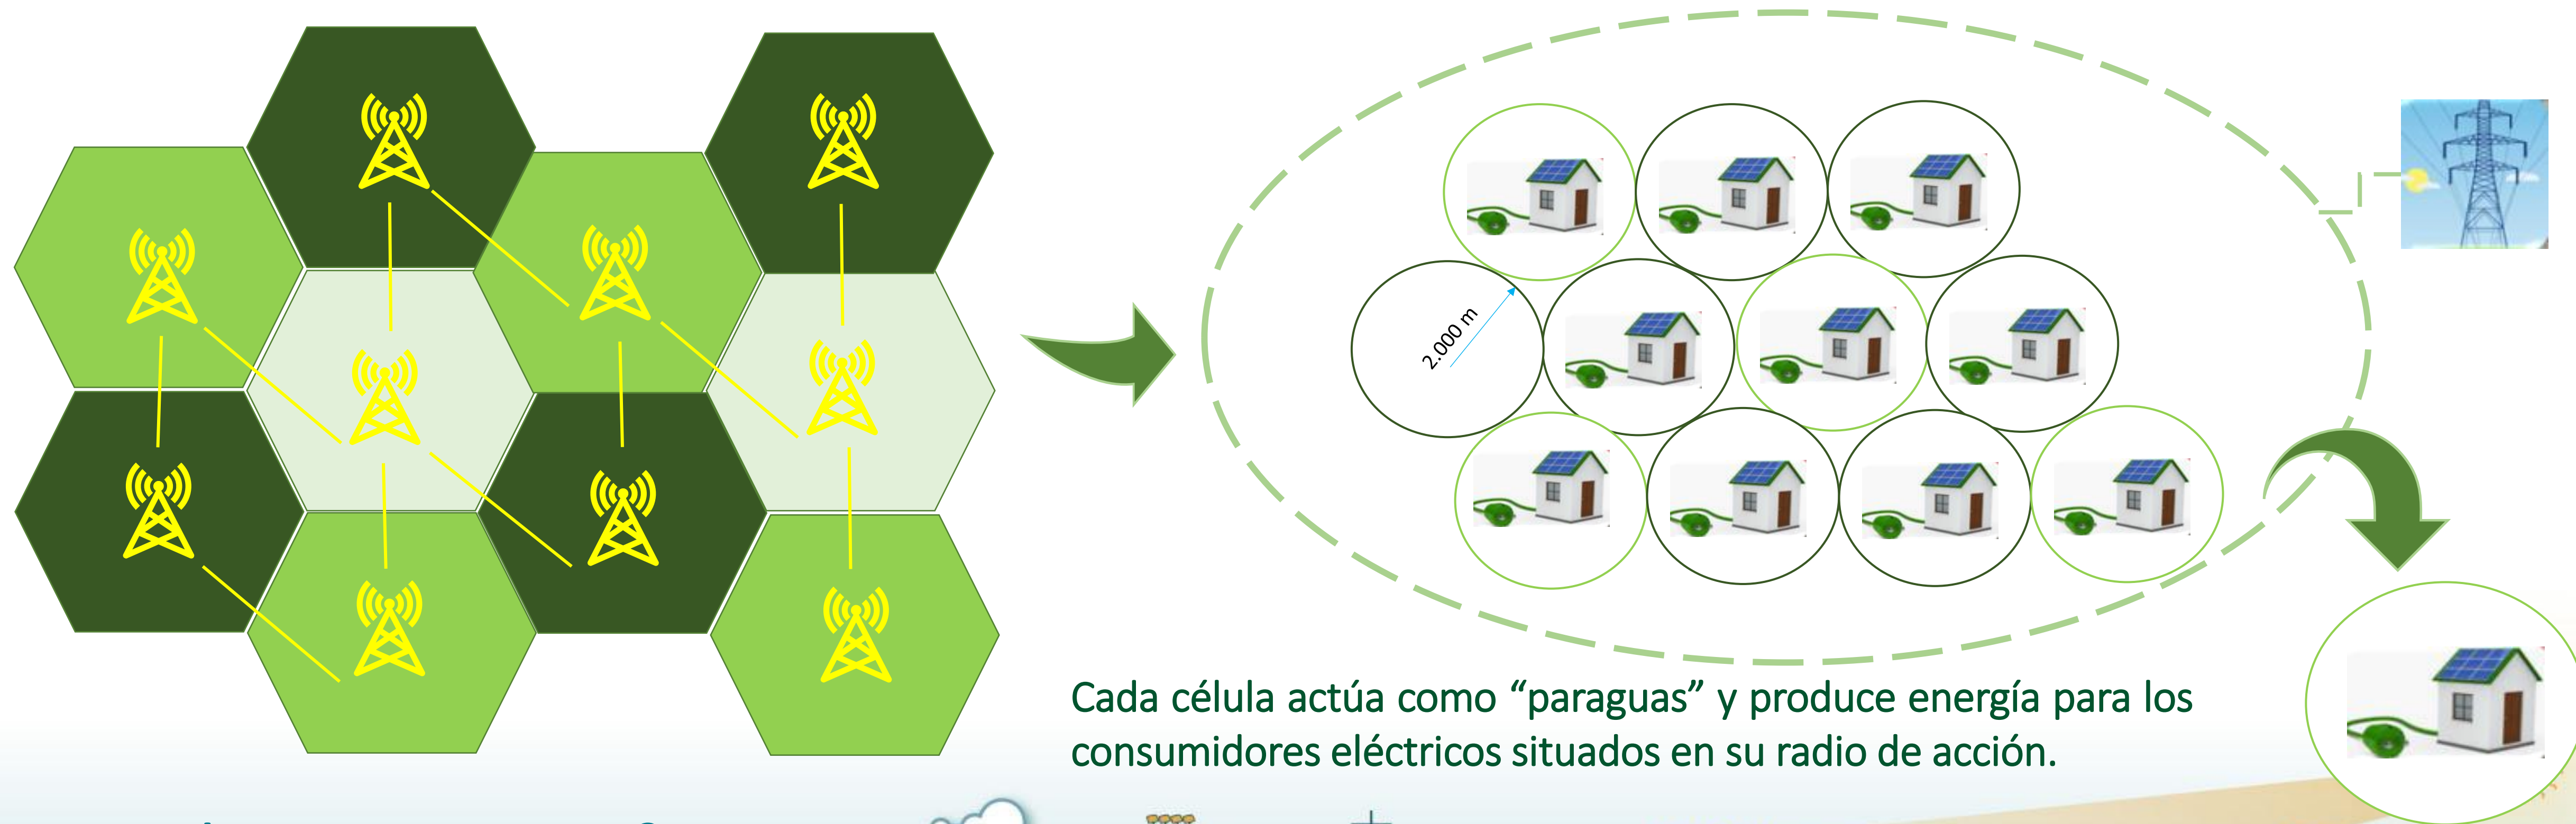 2.000 m
Cada célula actúa como “paraguas” y produce energía para los
consumidores eléctricos situados en su radio de acción.